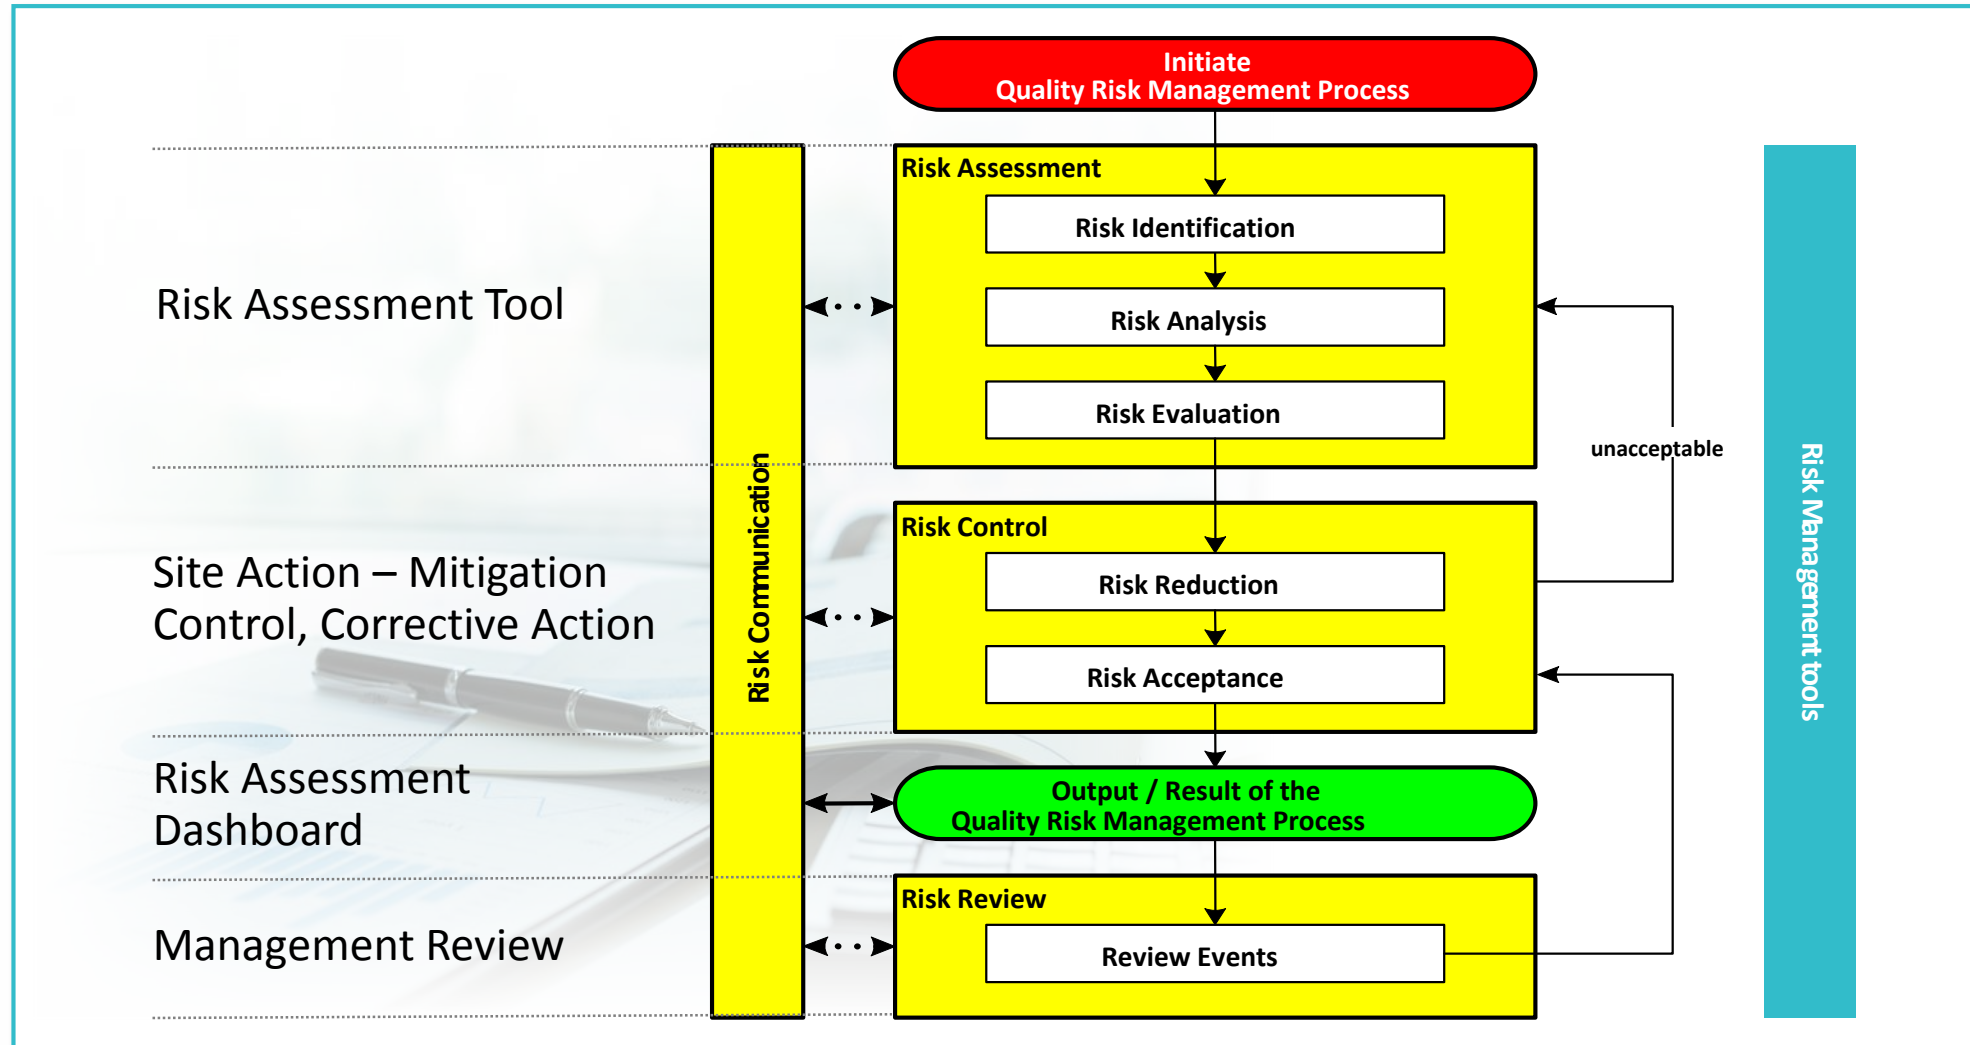 Initiate
Quality Risk Management Process
Risk Assessment
Risk Identification
Risk Assessment Tool
Risk Analysis
Risk Evaluation
unacceptable
Risk Communication
Risk Management tools
Risk Control
Site Action – Mitigation
Control, Corrective Action
Risk Reduction
Risk Acceptance
Risk Assessment
Dashboard
Output / Result of the
Quality Risk Management Process
Risk Review
Management Review
Review Events